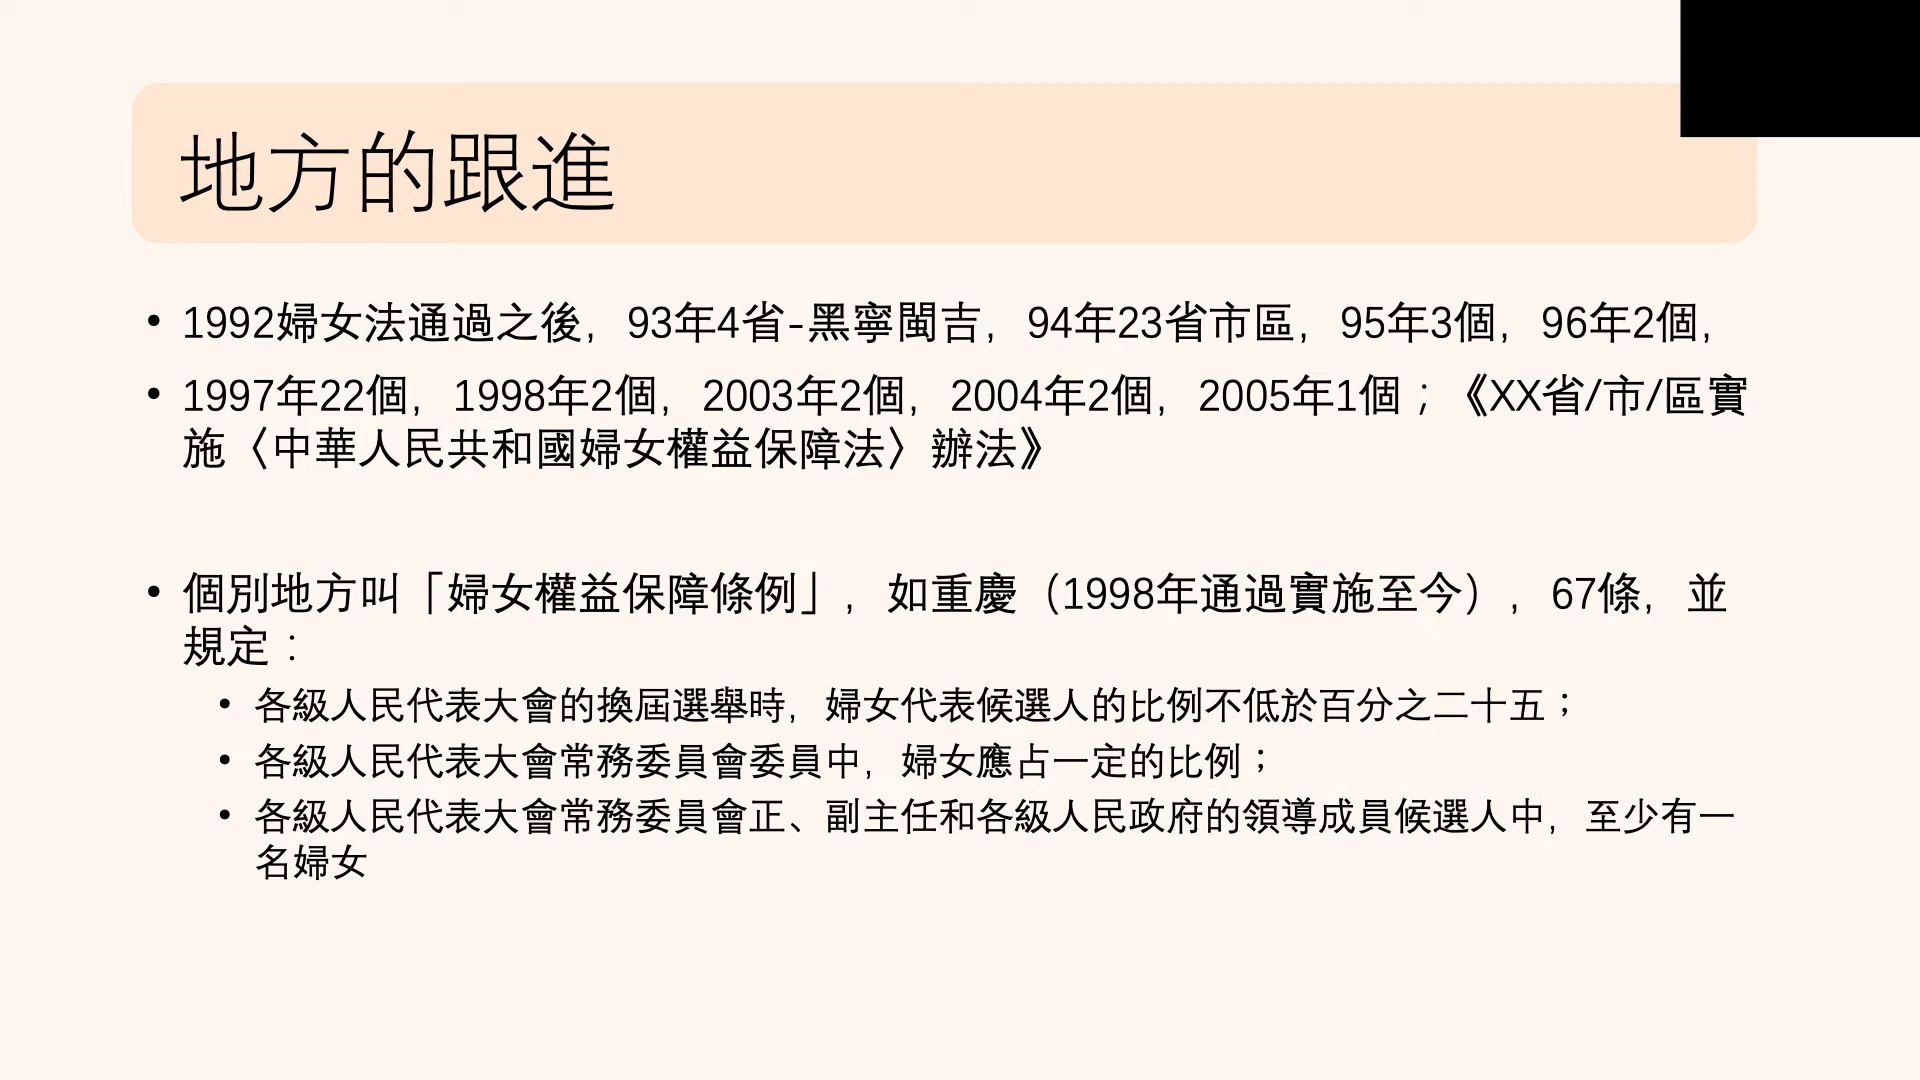 地方的跟進
• 1992婦女法通過之後，93年4省-黑寧閩吉，94年23省市區，95年3個，96年2個，
• 1997年22個，1998年2個，2003年2個，2004年2個，2005年1個；《XX省/市/區實
施〈中華人民共和國婦女權益保障法〉辦法》
• 個別地方叫「婦女權益保障條例」，如重慶（1998年通過實施至今），67條，並
規定：
• 各級人民代表大會的換屆選舉時，婦女代表候選人的比例不低於百分之二十五；
• 各級人民代表大會常務委員會委員中，婦女應占一定的比例；
• 各級人民代表大會常務委員會正、副主任和各級人民政府的領導成員候選人中，至少有一
名婦女